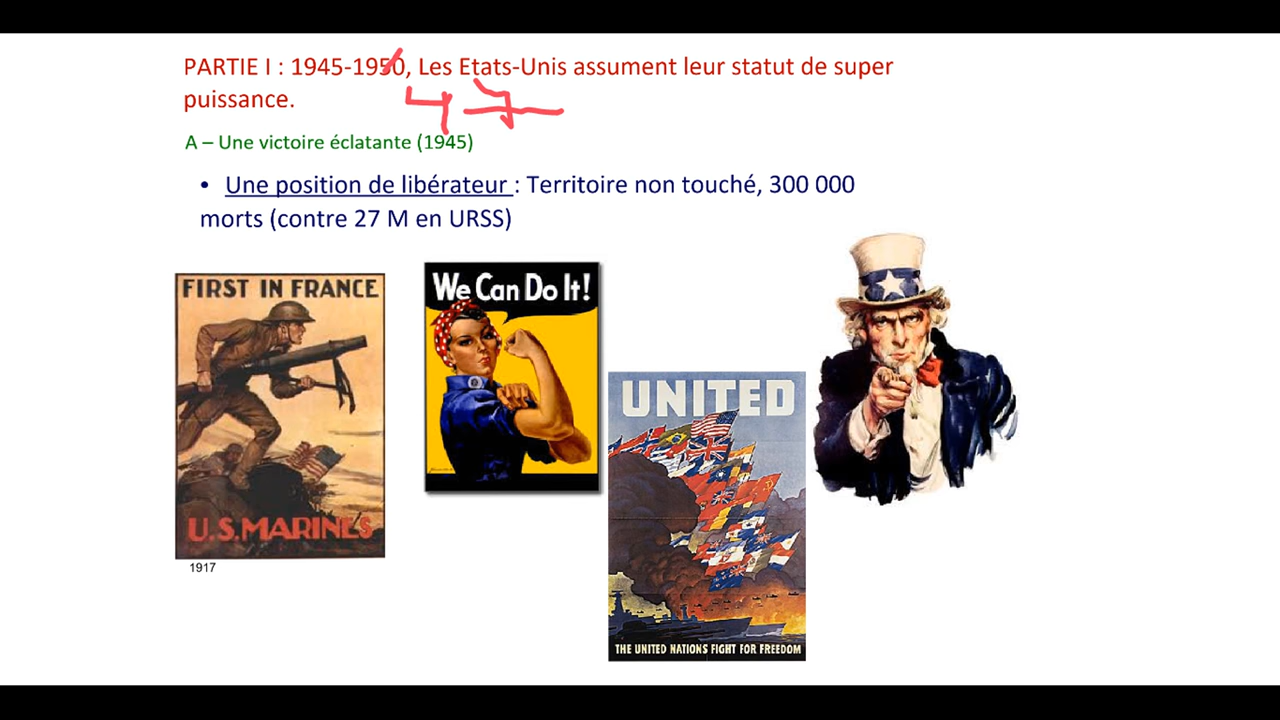 PARTIE I : 1945-1950, Les Etats-Unis assument leur statut de super
puissance.
47
A – Une victoire éclatante (1945)
• Une position de libérateur : Territoire non touché, 300 000
morts (contre 27 M en URSS)
FIRST IN FRANCE
U.S. MARINES
1917
We Can Do It!
UNITED
THE UNITED NATIONS FIGHT FOR FREEDOM